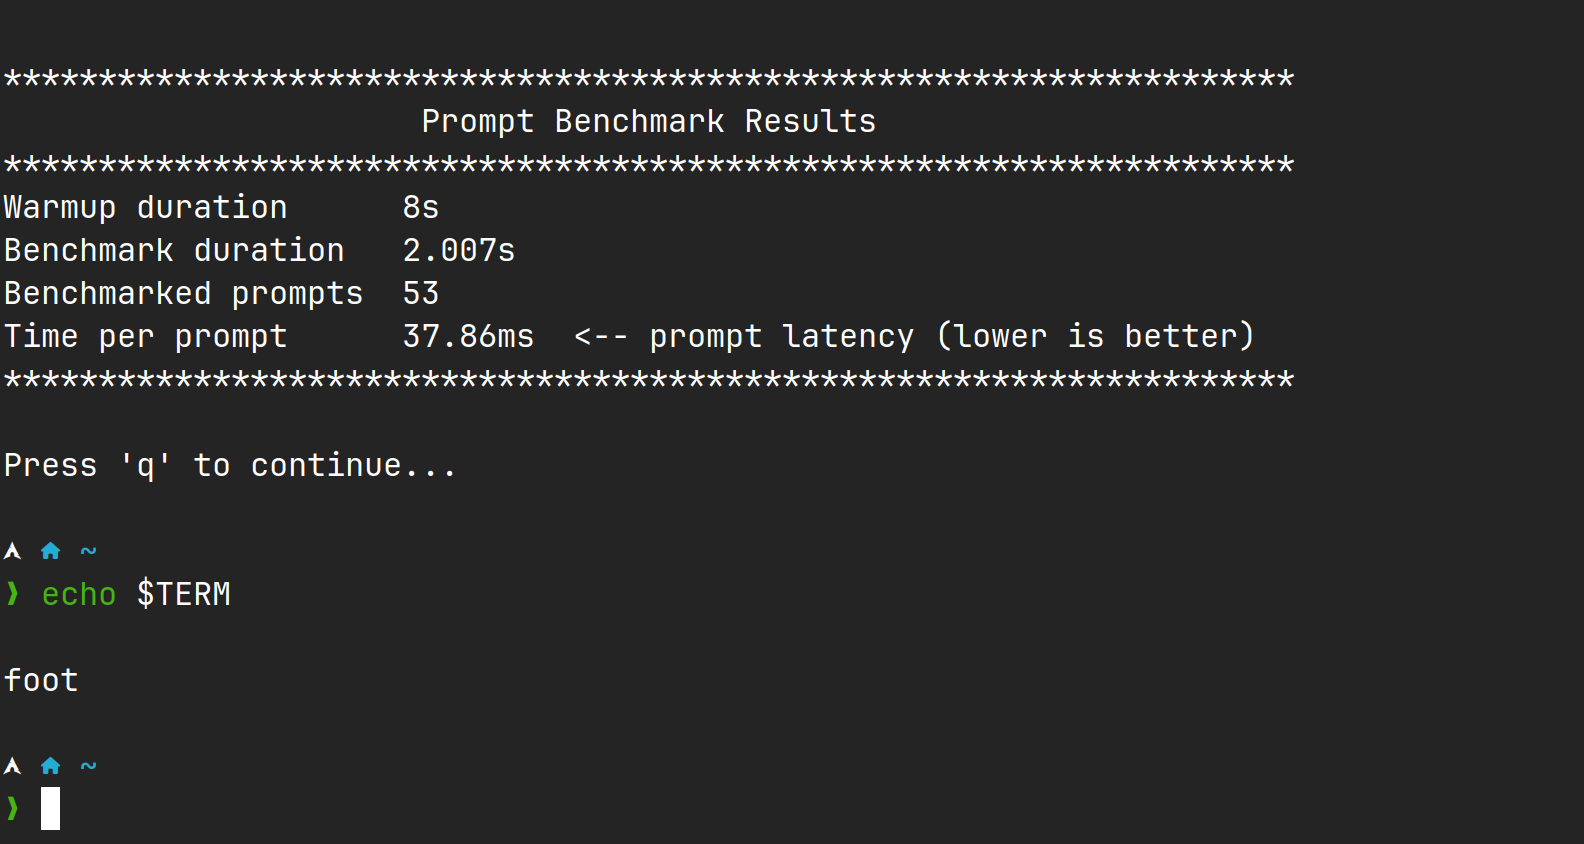 ********************************************************************
                      Prompt Benchmark Results
********************************************************************
Warmup duration      8s
Benchmark duration   2.007s
Benchmarked prompts  53
Time per prompt      37.86ms  <-- prompt latency (lower is better)
********************************************************************
Press 'q' to continue...
~
❱ echo $TERM
foot
~
❱